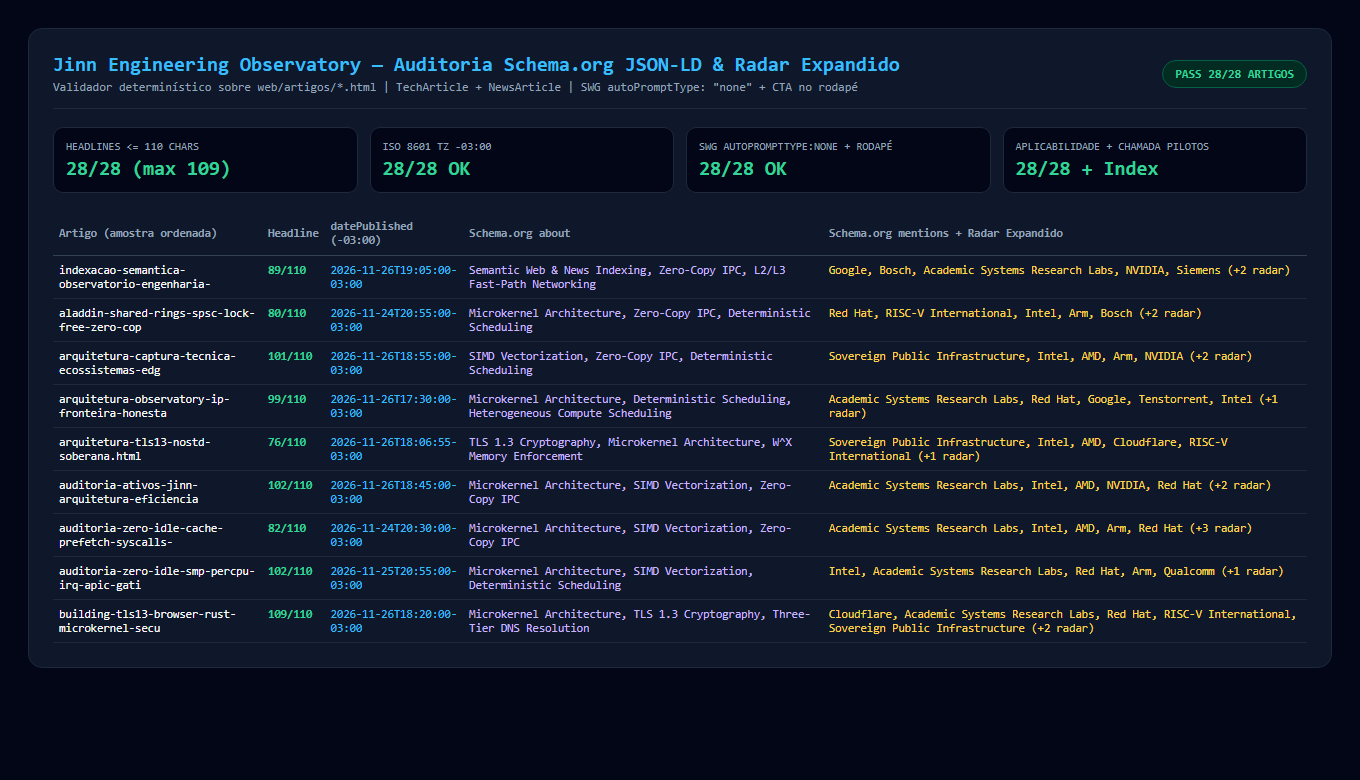 Jinn Engineering Observatory — Auditoria Schema.org JSON-LD & Radar Expandido
Validador determinístico sobre web/artigos/*.html | TechArticle + NewsArticle | SWG autoPromptType: "none" + CTA no rodapé
PASS 28/28 ARTIGOS
HEADLINES <= 110 CHARS
28/28 (max 109)
ISO 8601 TZ -03:00
28/28 OK
SWG AUTOPROMPTTYPE:NONE + RODAPÉ
28/28 OK
APLICABILIDADE + CHAMADA PILOTOS
28/28 + Index
Artigo (amostra ordenada)
Headline
datePublished
(-03:00)
Schema.org about
Schema.org mentions + Radar Expandido
indexacao-semantica-
observatorio-engenharia-
89/110
2026-11-26T19:05:00-
03:00
Semantic Web & News Indexing, Zero-Copy IPC, L2/L3
Fast-Path Networking
Google, Bosch, Academic Systems Research Labs, NVIDIA, Siemens (+2 radar)
aladdin-shared-rings-spsc-lock-
free-zero-cop
80/110
2026-11-24T20:55:00-
03:00
Microkernel Architecture, Zero-Copy IPC, Deterministic
Scheduling
Red Hat, RISC-V International, Intel, Arm, Bosch (+2 radar)
arquitetura-captura-tecnica-
ecossistemas-edg
101/110
2026-11-26T18:55:00-
03:00
SIMD Vectorization, Zero-Copy IPC, Deterministic
Scheduling
Sovereign Public Infrastructure, Intel, AMD, Arm, NVIDIA (+2 radar)
arquitetura-observatory-ip-
fronteira-honesta
99/110
2026-11-26T17:30:00-
03:00
Microkernel Architecture, Deterministic Scheduling,
Heterogeneous Compute Scheduling
Academic Systems Research Labs, Red Hat, Google, Tenstorrent, Intel (+1
radar)
arquitetura-tls13-nostd-
soberana.html
76/110
2026-11-26T18:06:55-
03:00
TLS 1.3 Cryptography, Microkernel Architecture, W^X
Memory Enforcement
Sovereign Public Infrastructure, Intel, AMD, Cloudflare, RISC-V
International (+1 radar)
auditoria-ativos-jinn-
arquitetura-eficiencia
102/110
2026-11-26T18:45:00-
03:00
Microkernel Architecture, SIMD Vectorization, Zero-
Copy IPC
Academic Systems Research Labs, Intel, AMD, NVIDIA, Red Hat (+2 radar)
auditoria-zero-idle-cache-
prefetch-syscalls-
82/110
2026-11-24T20:30:00-
03:00
Microkernel Architecture, SIMD Vectorization, Zero-
Copy IPC
Academic Systems Research Labs, Intel, AMD, Arm, Red Hat (+3 radar)
auditoria-zero-idle-smp-percpu-
irq-apic-gati
102/110
2026-11-25T20:55:00-
03:00
Microkernel Architecture, SIMD Vectorization,
Deterministic Scheduling
Intel, Academic Systems Research Labs, Red Hat, Arm, Qualcomm (+1 radar)
building-tls13-browser-rust-
microkernel-secu
109/110
2026-11-26T18:20:00-
03:00
Microkernel Architecture, TLS 1.3 Cryptography, Three-
Tier DNS Resolution
Cloudflare, Academic Systems Research Labs, Red Hat, RISC-V International,
Sovereign Public Infrastructure (+2 radar)